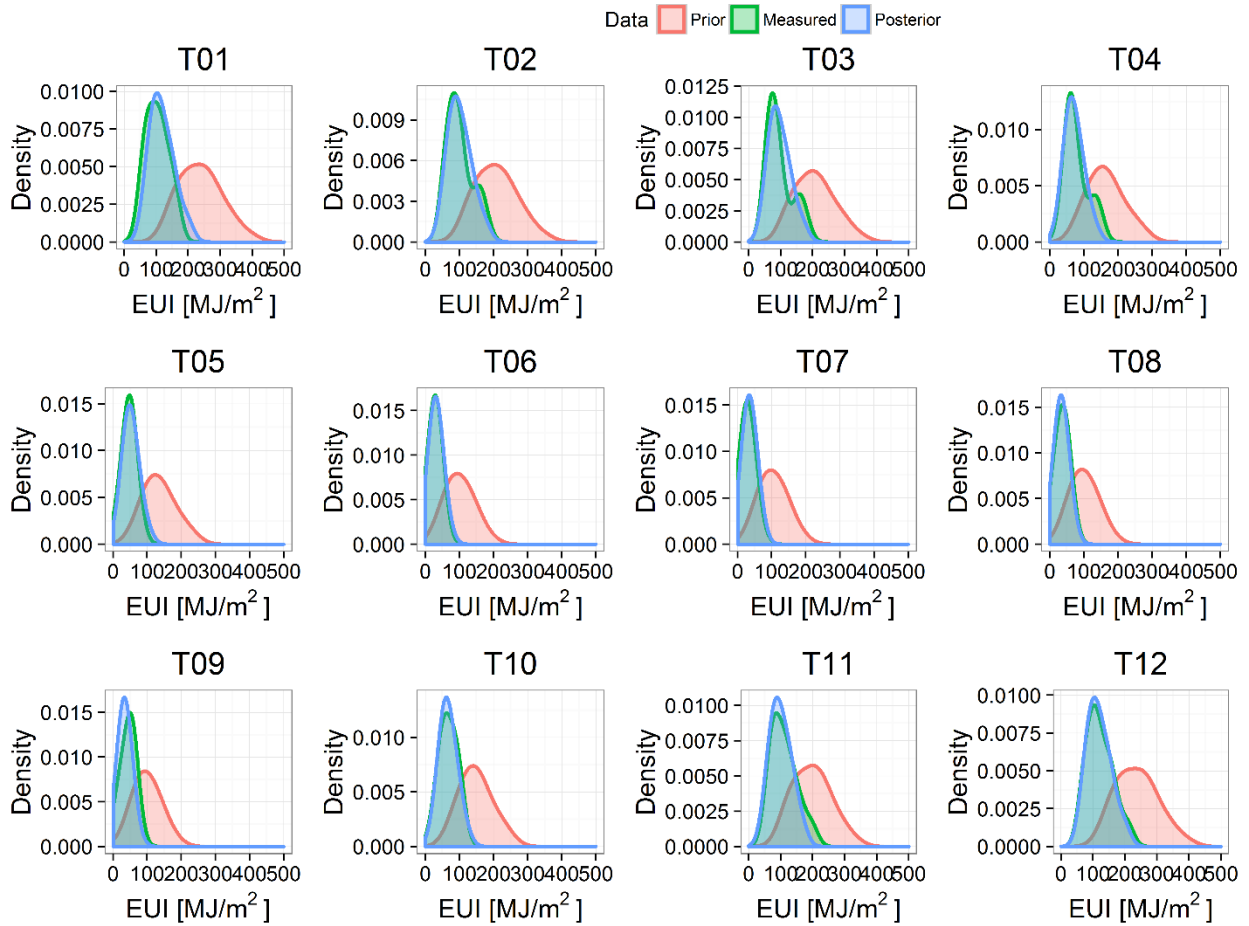 Data Prior Measured Posterior
T01 T02 T03 T04
0.0100 0.0075 0.0050 0.0025 0.0000
Density
0 100 200 300 400 500
EUI [MJ/m² ]
0.009 0.006 0.003 0.000
Density
0 100 200 300 400 500
EUI [MJ/m² ]
0.0125 0.0100 0.0075 0.0050 0.0025 0.0000
Density
0 100 200 300 400 500
EUI [MJ/m² ]
0.010 0.005 0.000
Density
0 100 200 300 400 500
EUI [MJ/m² ]
T05 T06 T07 T08
0.015 0.010 0.005 0.000
Density
0 100 200 300 400 500
EUI [MJ/m² ]
0.015 0.010 0.005 0.000
Density
0 100 200 300 400 500
EUI [MJ/m² ]
0.015 0.010 0.005 0.000
Density
0 100 200 300 400 500
EUI [MJ/m² ]
0.015 0.010 0.005 0.000
Density
0 100 200 300 400 500
EUI [MJ/m² ]
T09 T10 T11 T12
0.015 0.010 0.005 0.000
Density
0 100 200 300 400 500
EUI [MJ/m² ]
0.010 0.005 0.000
Density
0 100 200 300 400 500
EUI [MJ/m² ]
0.0100 0.0075 0.0050 0.0025 0.0000
Density
0 100 200 300 400 500
EUI [MJ/m² ]
0.0100 0.0075 0.0050 0.0025 0.0000
Density
0 100 200 300 400 500
EUI [MJ/m² ]